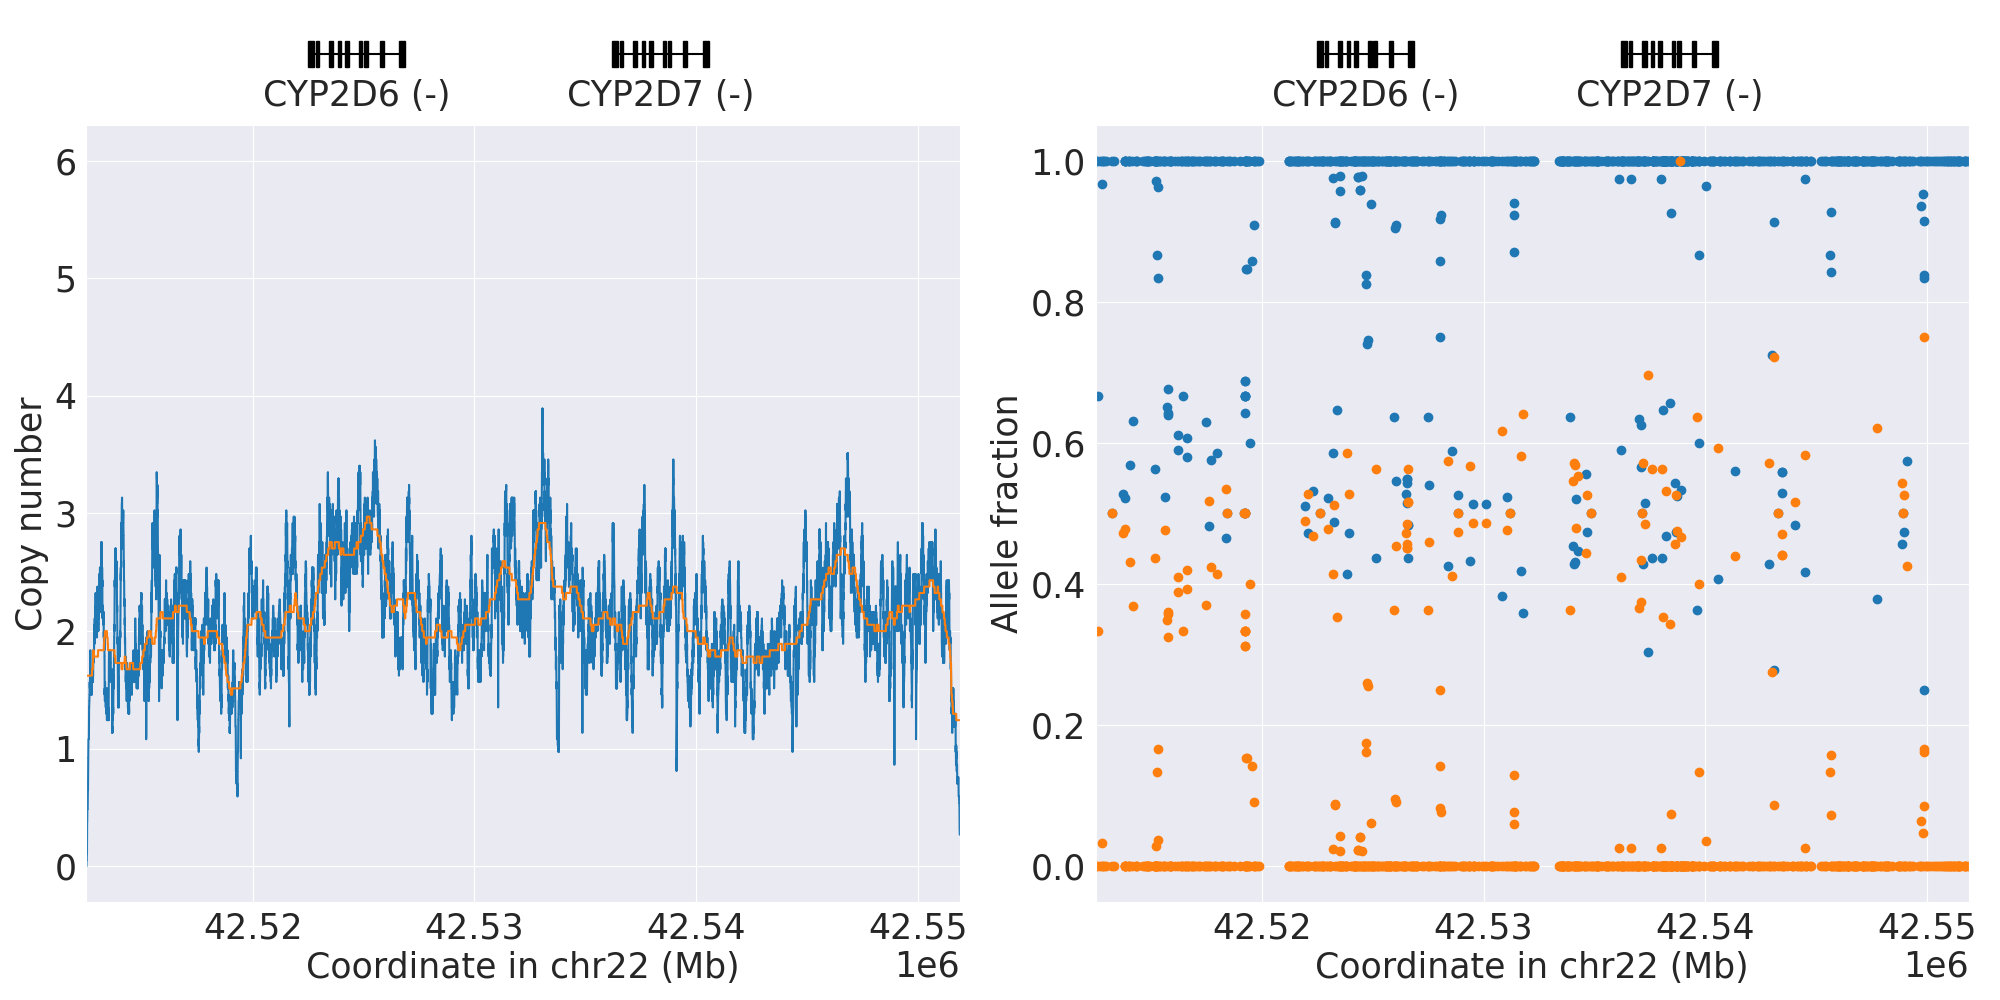 CYP2D6 (-)
CYP2D7 (-)
6
5
4
3
2
1
0
Copy number
42.52
42.53
42.54
42.55
Coordinate in chr22 (Mb)
1e6
CYP2D6 (-)
CYP2D7 (-)
1.0
0.8
0.6
0.4
0.2
0.0
Allele fraction
42.52
42.53
42.54
42.55
Coordinate in chr22 (Mb)
1e6